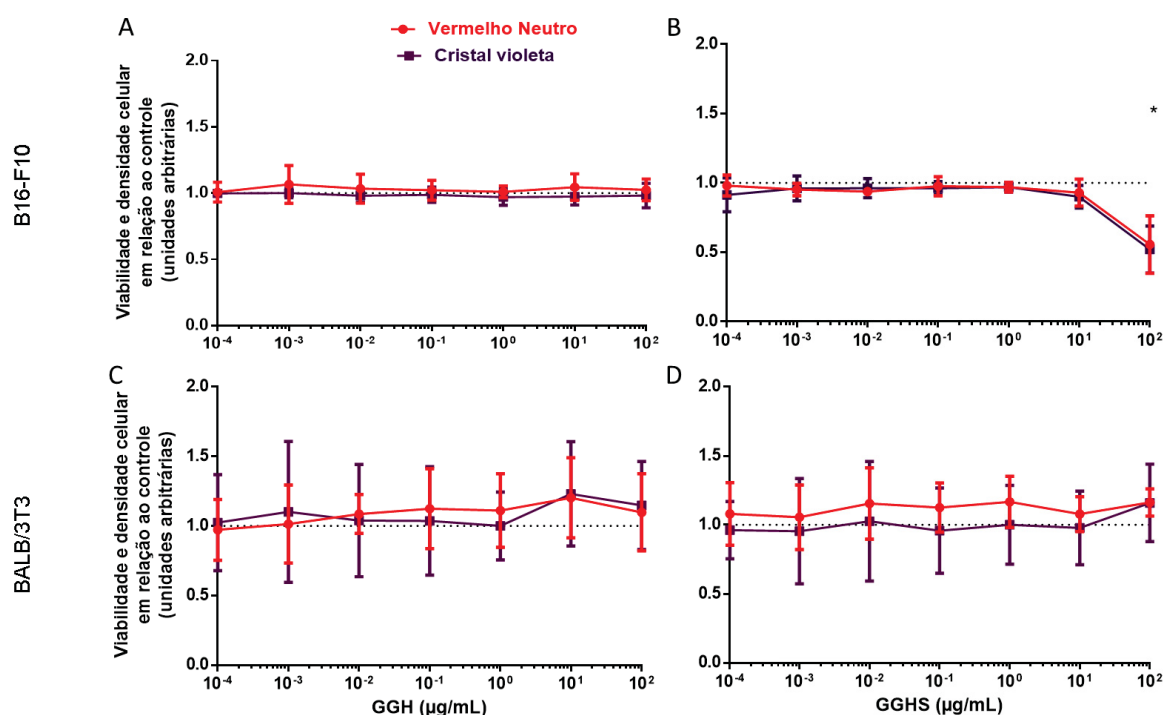 A
Vermelho Neutro
Cristal violeta
B
B16-F10
Viabilidade e densidade celular
em relação ao controle
(unidades arbitrárias)
2.0
1.5
1.0
0.5
0.0
10⁻⁴ 10⁻³ 10⁻² 10⁻¹ 10⁰ 10¹ 10²
2.0
1.5
1.0
0.5
0.0
*
10⁻⁴ 10⁻³ 10⁻² 10⁻¹ 10⁰ 10¹ 10²
C
D
BALB/3T3
Viabilidade e densidade celular
em relação ao controle
(unidades arbitrárias)
2.0
1.5
1.0
0.5
0.0
10⁻⁴ 10⁻³ 10⁻² 10⁻¹ 10⁰ 10¹ 10²
GGH (µg/mL)
2.0
1.5
1.0
0.5
0.0
10⁻⁴ 10⁻³ 10⁻² 10⁻¹ 10⁰ 10¹ 10²
GGHS (µg/mL)